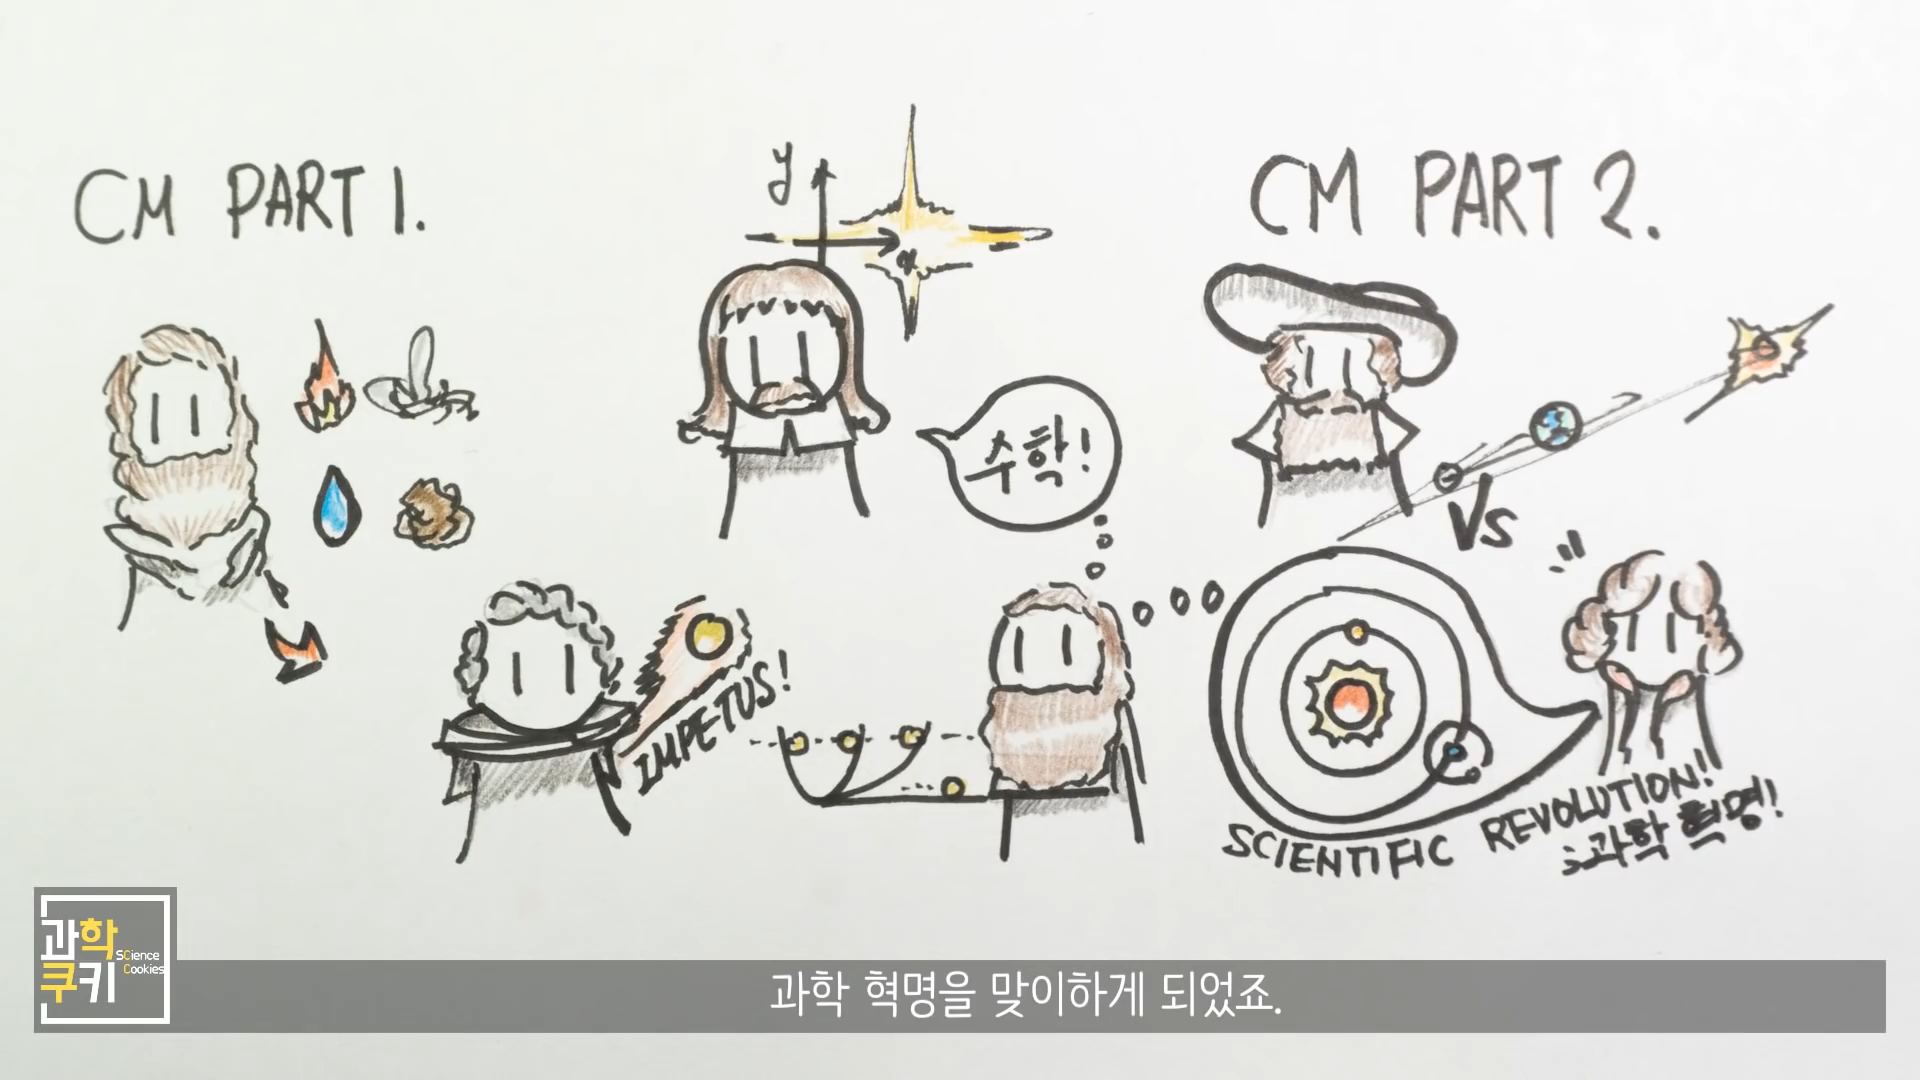 CM PART 1.
y
x
CM PART 2.
수학!
VS
IMPETUS!
SCIENTIFIC REVOLUTION!
:과학 혁명!
과학
쿠키
Science
Cookies
과학 혁명을 맞이하게 되었죠.